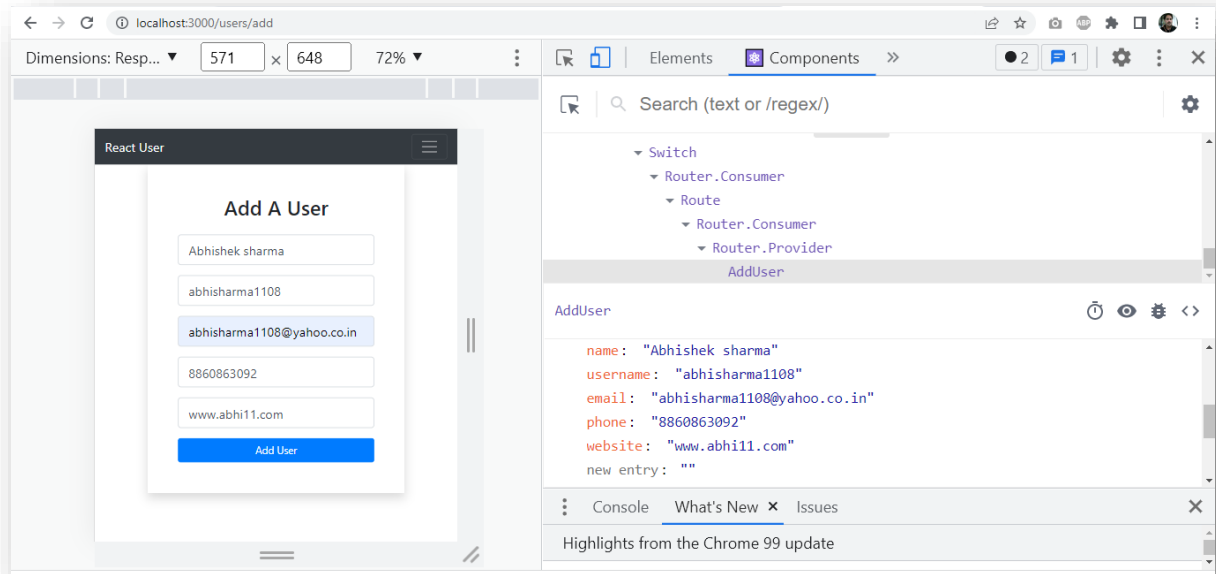 localhost:3000/users/add
Dimensions: Resp... ▼ 571 × 648 72% ▼
Elements Components » 2 1
Search (text or /regex/)
React User
Add A User
Abhishek sharma
abhisharma1108
abhisharma1108@yahoo.co.in
8860863092
www.abhi11.com
Add User
Switch
Router.Consumer
Route
Router.Consumer
Router.Provider
AddUser
AddUser
name: "Abhishek sharma"
username: "abhisharma1108"
email: "abhisharma1108@yahoo.co.in"
phone: "8860863092"
website: "www.abhi11.com"
new entry: ""
Console What's New × Issues
Highlights from the Chrome 99 update